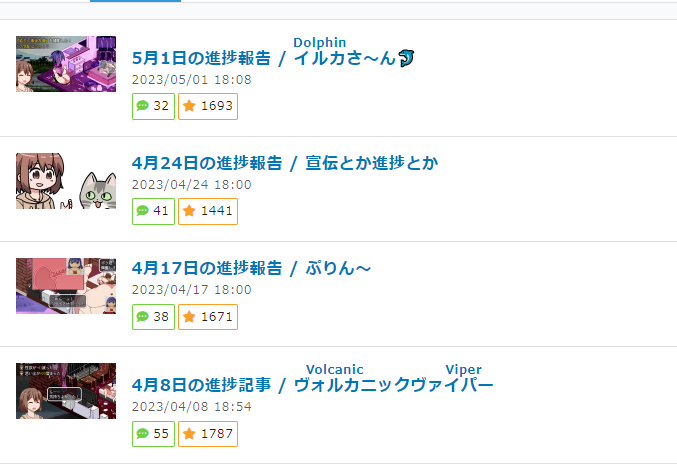 Dolphin
5月1日の進捗報告 / イルカさ～ん
2023/05/01 18:08
32 1693
4月24日の進捗報告 / 宣伝とか進捗とか
2023/04/24 18:00
41 1441
4月17日の進捗報告 / ぷりん～
2023/04/17 18:00
38 1671
Volcanic Viper
4月8日の進捗記事 / ヴォルカニックヴァイパー
2023/04/08 18:54
55 1787